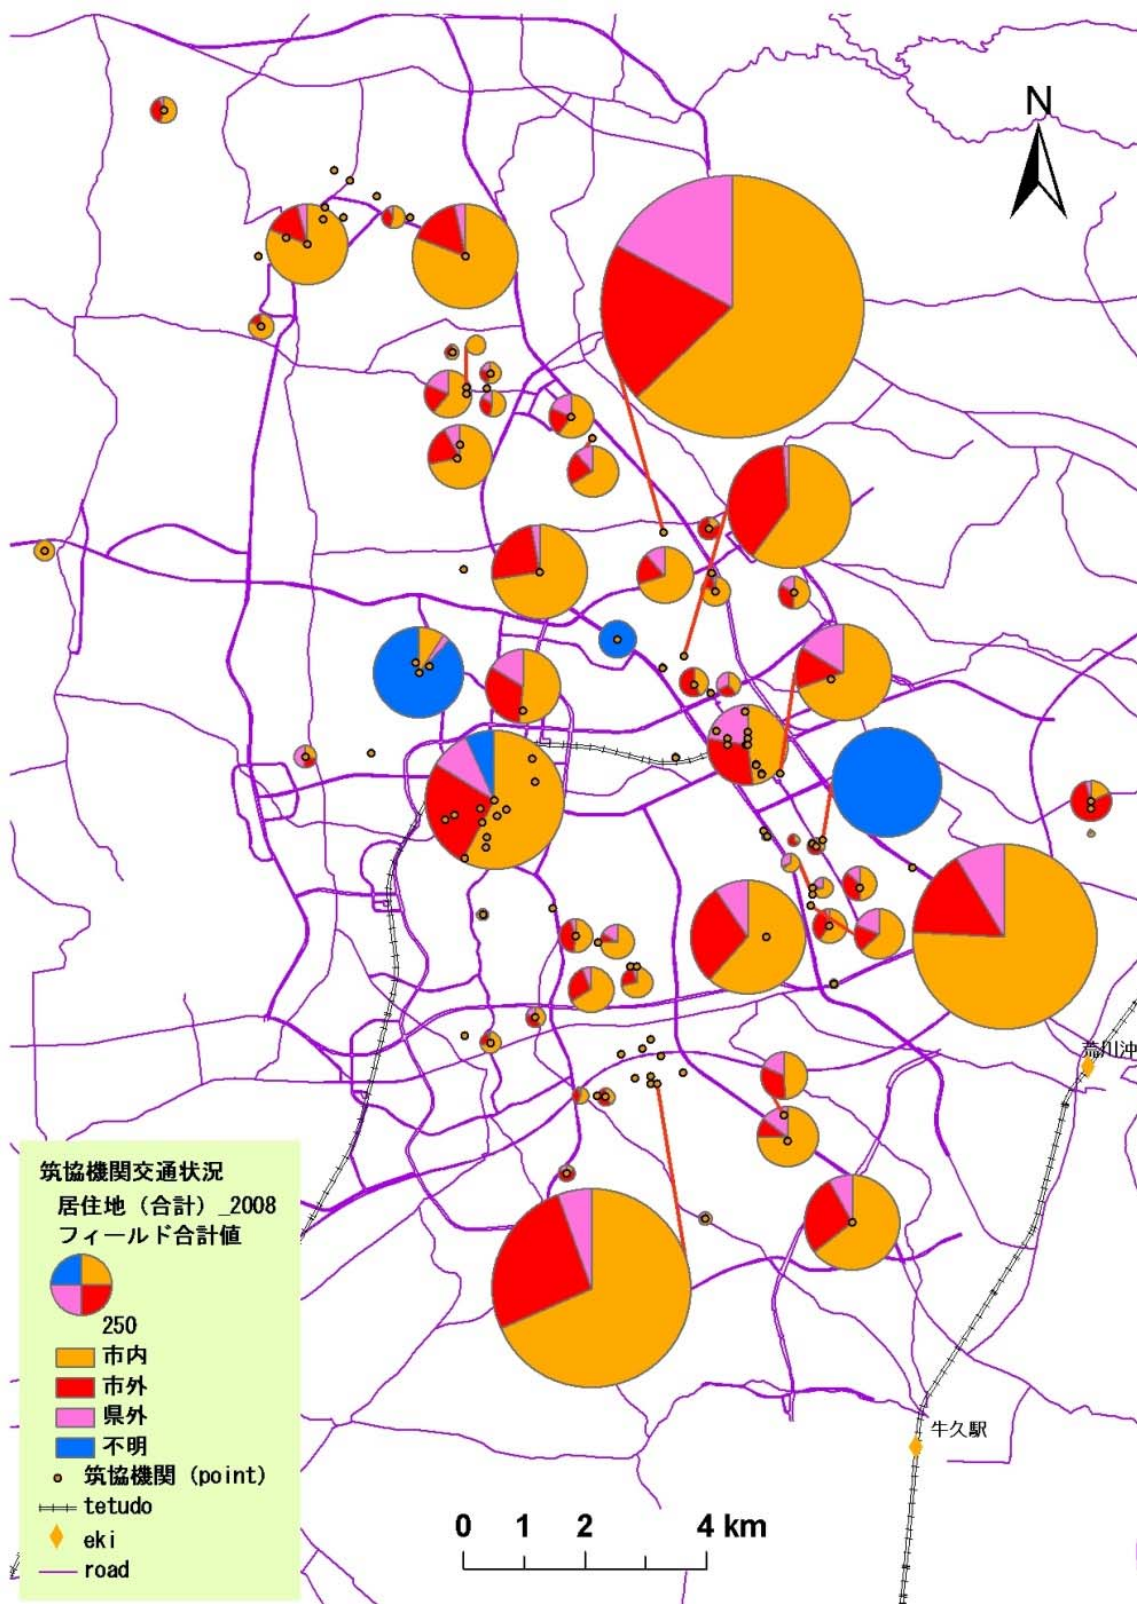 N
荒川沖
筑協機関交通状況
居住地（合計）_2008
フィールド合計値
250
市内
市外
県外
不明
筑協機関 (point)
tetudo
eki
road
牛久駅
0 1 2 4 km